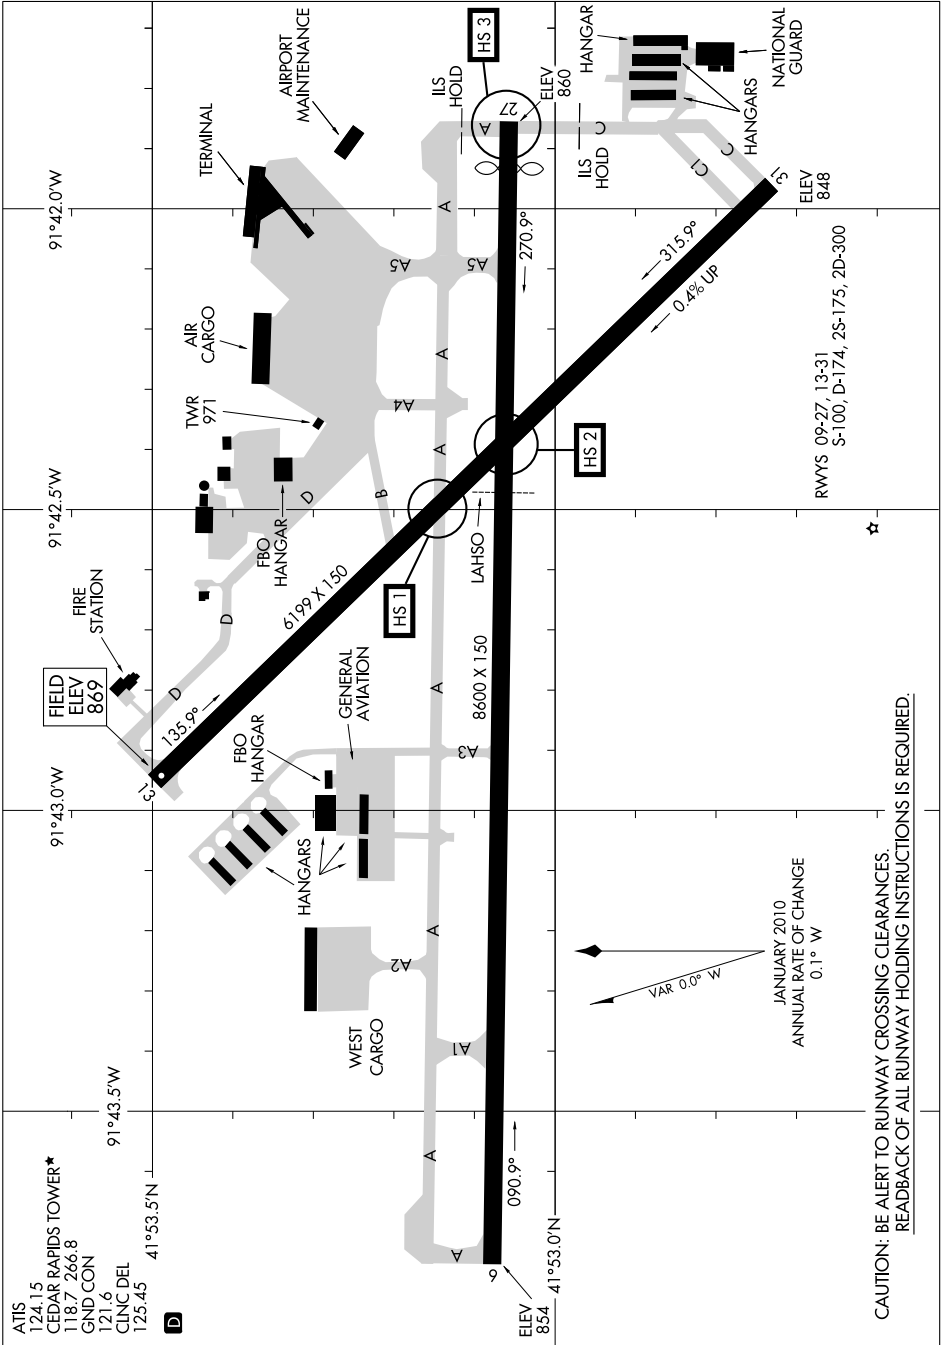 ATIS
124.15
CEDAR RAPIDS TOWER★
118.7 266.8
GND CON
121.6
CLNC DEL
125.45
D
41°53.5'N
41°53.0'N
91°43.5'W
91°43.0'W
91°42.5'W
91°42.0'W
FIELD
ELEV
869
FIRE
STATION
13
135.9°
6199 X 150
D
D
D
FBO
HANGAR
TWR
971
AIR
CARGO
TERMINAL
AIRPORT
MAINTENANCE
FBO
HANGAR
GENERAL
AVIATION
HANGARS
WEST
CARGO
A2
A1
A3
B
A4
A5
A5
A
A
A
A
A
A
A
A
HS 1
HS 2
HS 3
LAHSO
ILS
HOLD
ILS
HOLD
27
ELEV
860
270.9°
8600 X 150
090.9°
9
ELEV
854
C
C
C1
31
ELEV
848
315.9°
0.4% UP
HANGAR
HANGARS
NATIONAL
GUARD
RWYS 09-27, 13-31
S-100, D-174, 2S-175, 2D-300
VAR 0.0° W
JANUARY 2010
ANNUAL RATE OF CHANGE
0.1° W
CAUTION: BE ALERT TO RUNWAY CROSSING CLEARANCES.
READBACK OF ALL RUNWAY HOLDING INSTRUCTIONS IS REQUIRED.